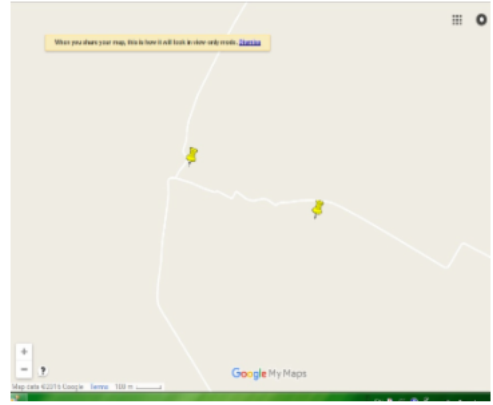 When you share your map, this is how it will look in view-only mode. Dismiss
+
−
?
Google My Maps
Map data ©2016 Google Terms 100 m